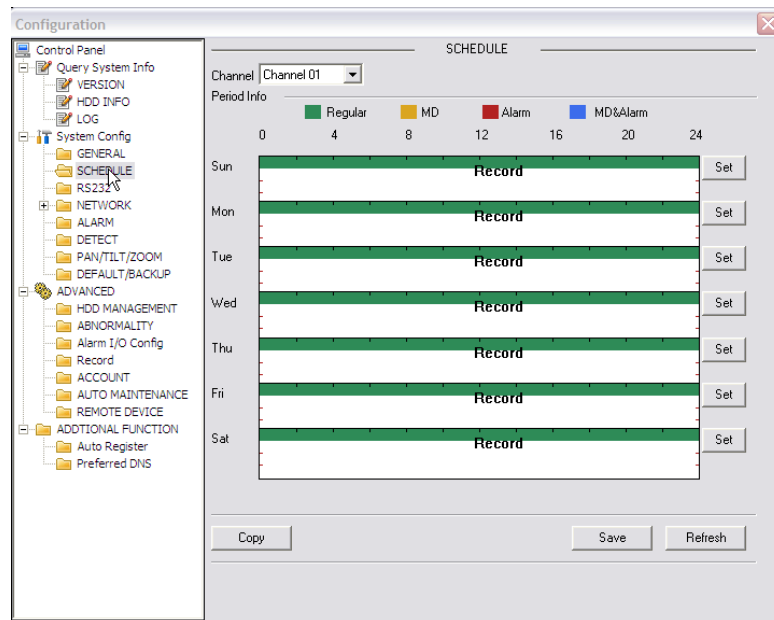 Configuration
Control Panel
Query System Info
VERSION
HDD INFO
LOG
System Config
GENERAL
SCHEDULE
RS232
NETWORK
ALARM
DETECT
PAN/TILT/ZOOM
DEFAULT/BACKUP
ADVANCED
HDD MANAGEMENT
ABNORMALITY
Alarm I/O Config
Record
ACCOUNT
AUTO MAINTENANCE
REMOTE DEVICE
ADDTIONAL FUNCTION
Auto Register
Preferred DNS
SCHEDULE
Channel Channel 01
Period Info
Regular MD Alarm MD&Alarm
0 4 8 12 16 20 24
Sun Record Set
Mon Record Set
Tue Record Set
Wed Record Set
Thu Record Set
Fri Record Set
Sat Record Set
Copy Save Refresh